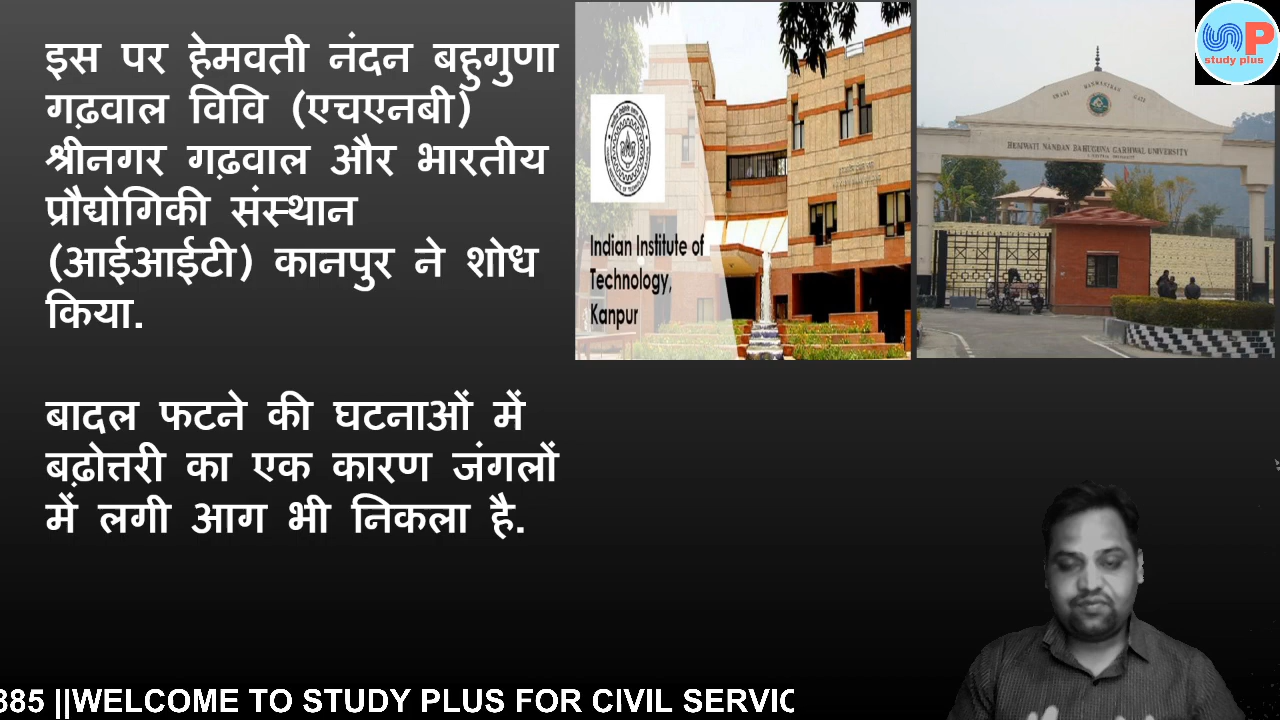 इस पर हेमवती नंदन बहुगुणा
गढ़वाल विवि (एचएनबी)
श्रीनगर गढ़वाल और भारतीय
प्रौद्योगिकी संस्थान
(आईआईटी) कानपुर ने शोध
किया.
बादल फटने की घटनाओं में
बढ़ोत्तरी का एक कारण जंगलों
में लगी आग भी निकला है.
Indian Institute of
Technology,
Kanpur
HEMWATI NANDAN BAHUGUNA GARHWAL UNIVERSITY
SP
study plus
385 ||WELCOME TO STUDY PLUS FOR CIVIL SERVIC